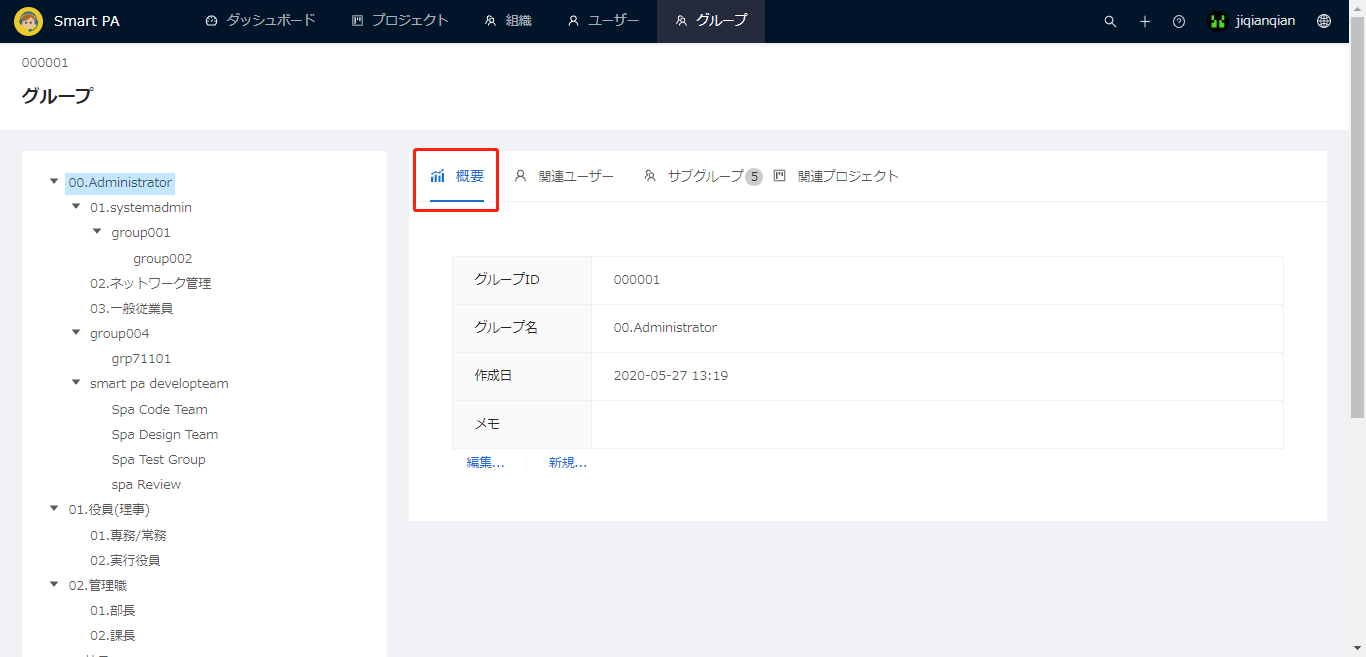 Smart PA ダッシュボード プロジェクト 組織 ユーザー グループ jiqianqian
000001
グループ
00.Administrator
01.systemadmin
group001
group002
02.ネットワーク管理
03.一般従業員
group004
grp71101
smart pa developteam
Spa Code Team
Spa Design Team
Spa Test Group
spa Review
01.役員(理事)
01.専務/常務
02.実行役員
02.管理職
01.部長
02.課長
概要 関連ユーザー サブグループ 5 関連プロジェクト
グループID 000001
グループ名 00.Administrator
作成日 2020-05-27 13:19
メモ
編集... 新規...